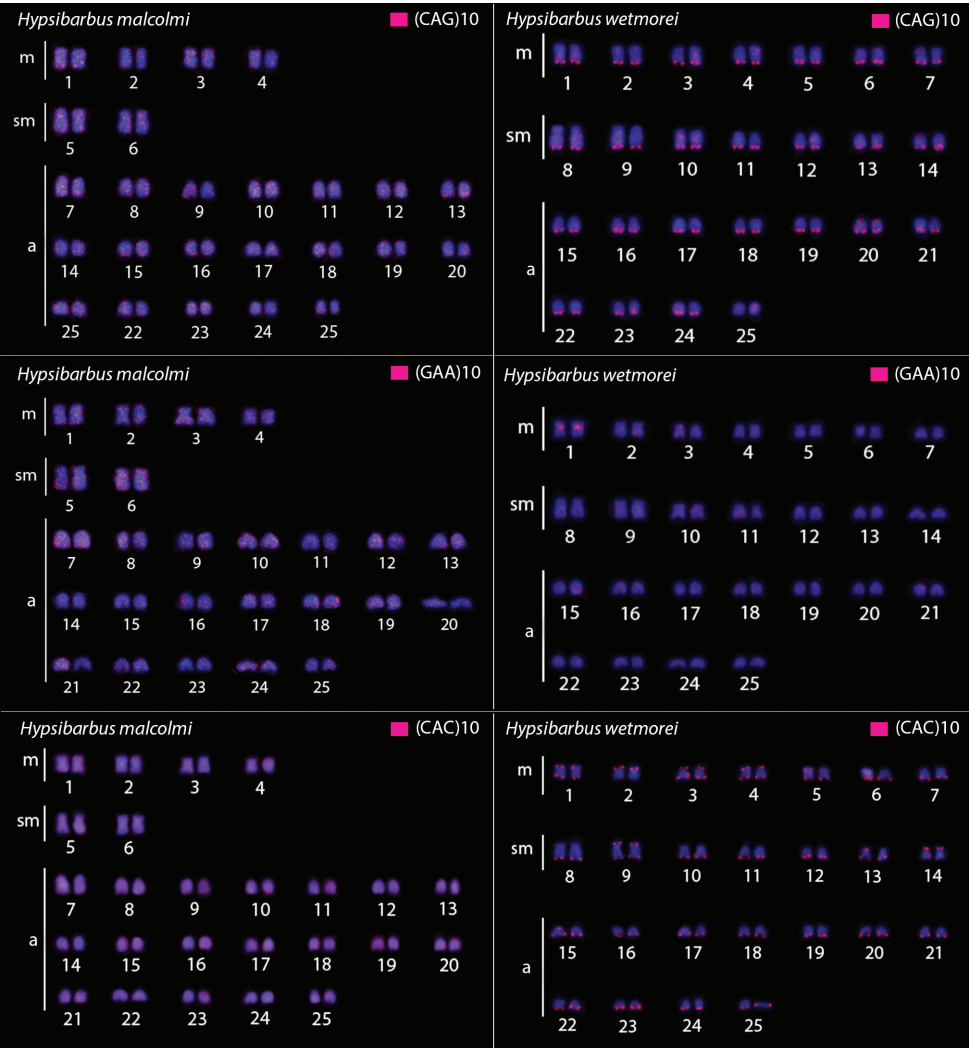 Hypsibarbus malcolmi (CAG)10
m
1 2 3 4
sm
5 6
7 8 9 10 11 12 13
a
14 15 16 17 18 19 20
25 22 23 24 25
Hypsibarbus wetmorei (CAG)10
m
1 2 3 4 5 6 7
sm
8 9 10 11 12 13 14
15 16 17 18 19 20 21
a
22 23 24 25
Hypsibarbus malcolmi (GAA)10
m
1 2 3 4
sm
5 6
7 8 9 10 11 12 13
a
14 15 16 17 18 19 20
21 22 23 24 25
Hypsibarbus wetmorei (GAA)10
m
1 2 3 4 5 6 7
sm
8 9 10 11 12 13 14
15 16 17 18 19 20 21
a
22 23 24 25
Hypsibarbus malcolmi (CAC)10
m
1 2 3 4
sm
5 6
7 8 9 10 11 12 13
a
14 15 16 17 18 19 20
21 22 23 24 25
Hypsibarbus wetmorei (CAC)10
m
1 2 3 4 5 6 7
sm
8 9 10 11 12 13 14
15 16 17 18 19 20 21
a
22 23 24 25